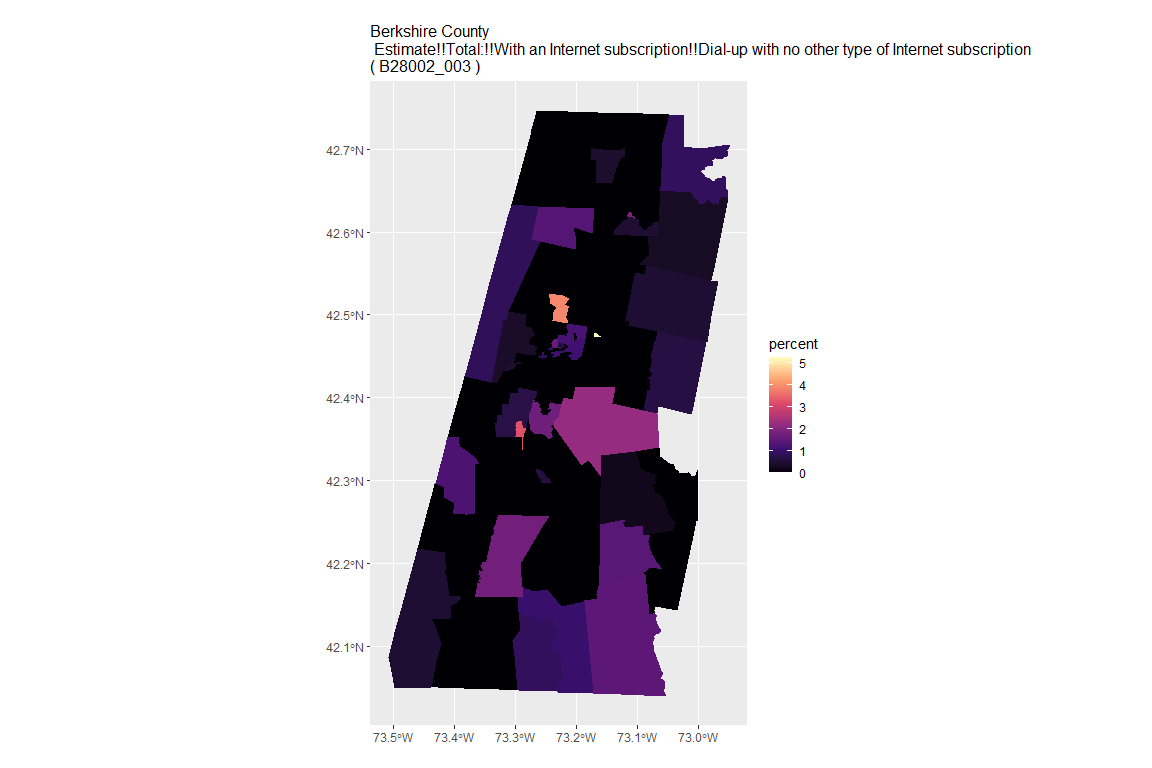 Berkshire County
Estimate!!Total:!!With an Internet subscription!!Dial-up with no other type of Internet subscription
( B28002_003 )
42.7°N
42.6°N
42.5°N
42.4°N
42.3°N
42.2°N
42.1°N
73.5°W 73.4°W 73.3°W 73.2°W 73.1°W 73.0°W
percent
5
4
3
2
1
0